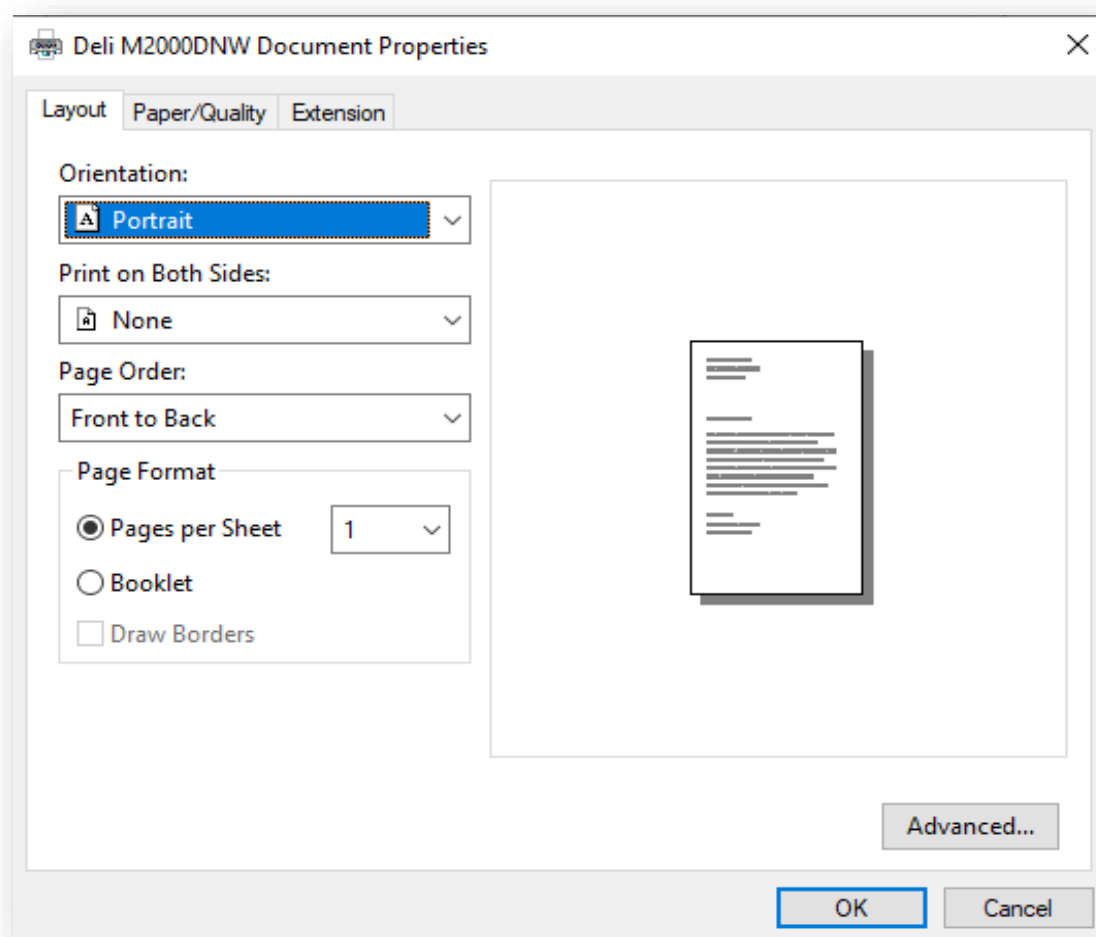 Deli M2000DNW Document Properties
Layout Paper/Quality Extension
Orientation:
A Portrait
Print on Both Sides:
A None
Page Order:
Front to Back
Page Format
Pages per Sheet 1
Booklet
Draw Borders
Advanced...
OK Cancel